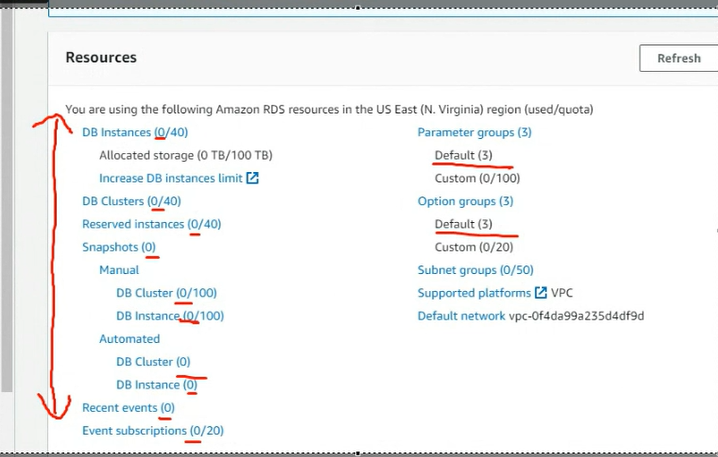 Resources
Refresh
You are using the following Amazon RDS resources in the US East (N. Virginia) region (used/quota)
DB Instances (0/40)
Allocated storage (0 TB/100 TB)
Increase DB instances limit
DB Clusters (0/40)
Reserved instances (0/40)
Snapshots (0)
Manual
DB Cluster (0/100)
DB Instance (0/100)
Automated
DB Cluster (0)
DB Instance (0)
Recent events (0)
Event subscriptions (0/20)
Parameter groups (3)
Default (3)
Custom (0/100)
Option groups (3)
Default (3)
Custom (0/20)
Subnet groups (0/50)
Supported platforms VPC
Default network vpc-0f4da99a235d4df9d